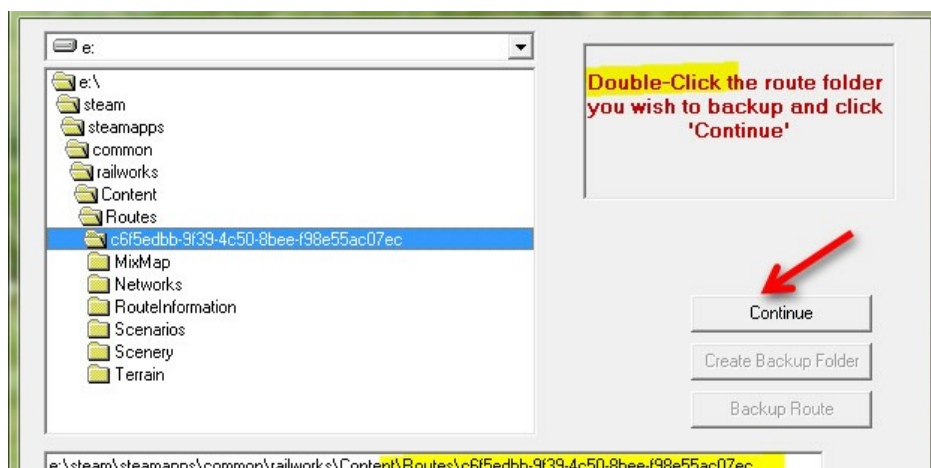 e:
e:\
steam
steamapps
common
railworks
Content
Routes
c6f5edbb-9f39-4c50-8bee-f98e55ac07ec
MixMap
Networks
RouteInformation
Scenarios
Scenery
Terrain
Double-Click the route folder
you wish to backup and click
'Continue'
Continue
Create Backup Folder
Backup Route
e:\steam\steamapps\common\railworks\Content\Routes\c6f5edbb-9f39-4c50-8bee-f98e55ac07ec